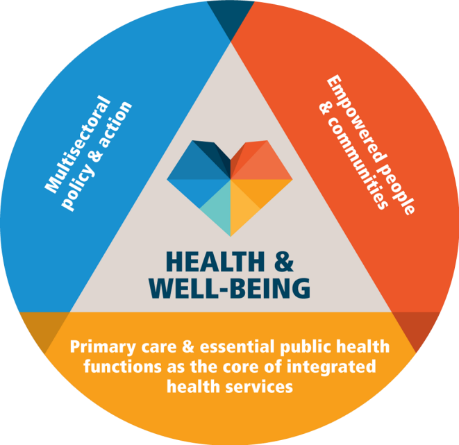 Multisectoral
policy & action
Empowered people
& communities
HEALTH &
WELL-BEING
Primary care & essential public health
functions as the core of integrated
health services